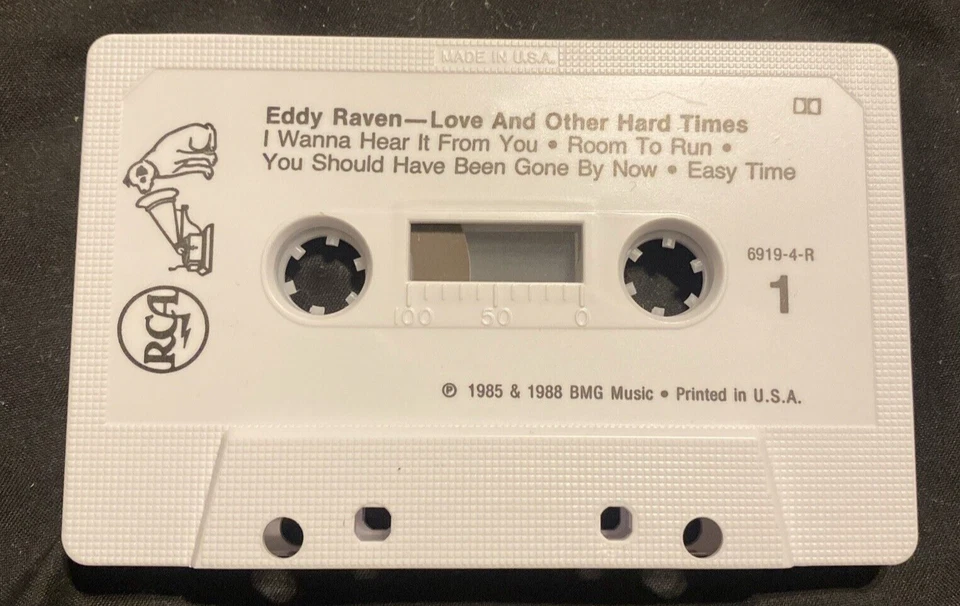 MADE IN U.S.A.
Eddy Raven—Love And Other Hard Times
I Wanna Hear It From You • Room To Run •
You Should Have Been Gone By Now • Easy Time
6919-4-R
1
100 50 0
RCA
℗ 1985 & 1988 BMG Music • Printed in U.S.A.